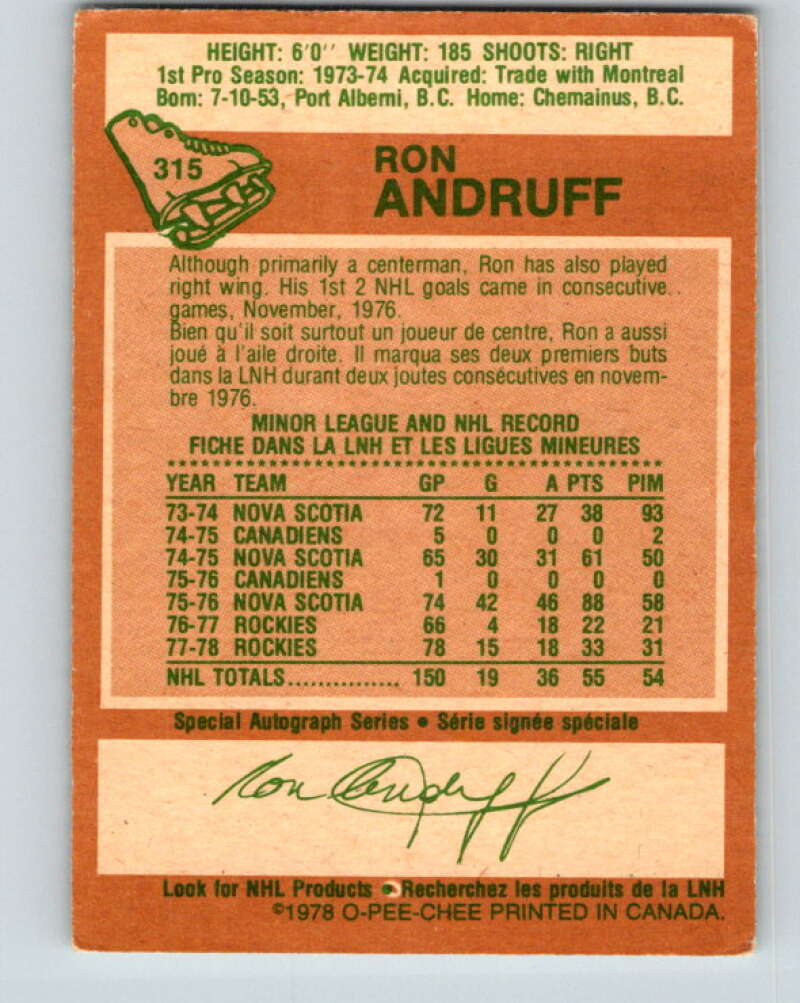 HEIGHT: 6'0'' WEIGHT: 185 SHOOTS: RIGHT
1st Pro Season: 1973-74 Acquired: Trade with Montreal
Born: 7-10-53, Port Alberni, B.C. Home: Chemainus, B.C.
315
RON
ANDRUFF
Although primarily a centerman, Ron has also played
right wing. His 1st 2 NHL goals came in consecutive
games, November, 1976.
Bien qu'il soit surtout un joueur de centre, Ron a aussi
joué à l'aile droite. Il marqua ses deux premiers buts
dans la LNH durant deux joutes consécutives en novem-
bre 1976.
MINOR LEAGUE AND NHL RECORD
FICHE DANS LA LNH ET LES LIGUES MINEURES
YEAR TEAM GP G A PTS PIM
73-74 NOVA SCOTIA 72 11 27 38 93
74-75 CANADIENS 5 0 0 0 2
74-75 NOVA SCOTIA 65 30 31 61 50
75-76 CANADIENS 1 0 0 0 0
75-76 NOVA SCOTIA 74 42 46 88 58
76-77 ROCKIES 66 4 18 22 21
77-78 ROCKIES 78 15 18 33 31
NHL TOTALS............... 150 19 36 55 54
Special Autograph Series • Série signée spéciale
Ron Andruff
Look for NHL Products • Recherchez les produits de la LNH
©1978 O-PEE-CHEE PRINTED IN CANADA.